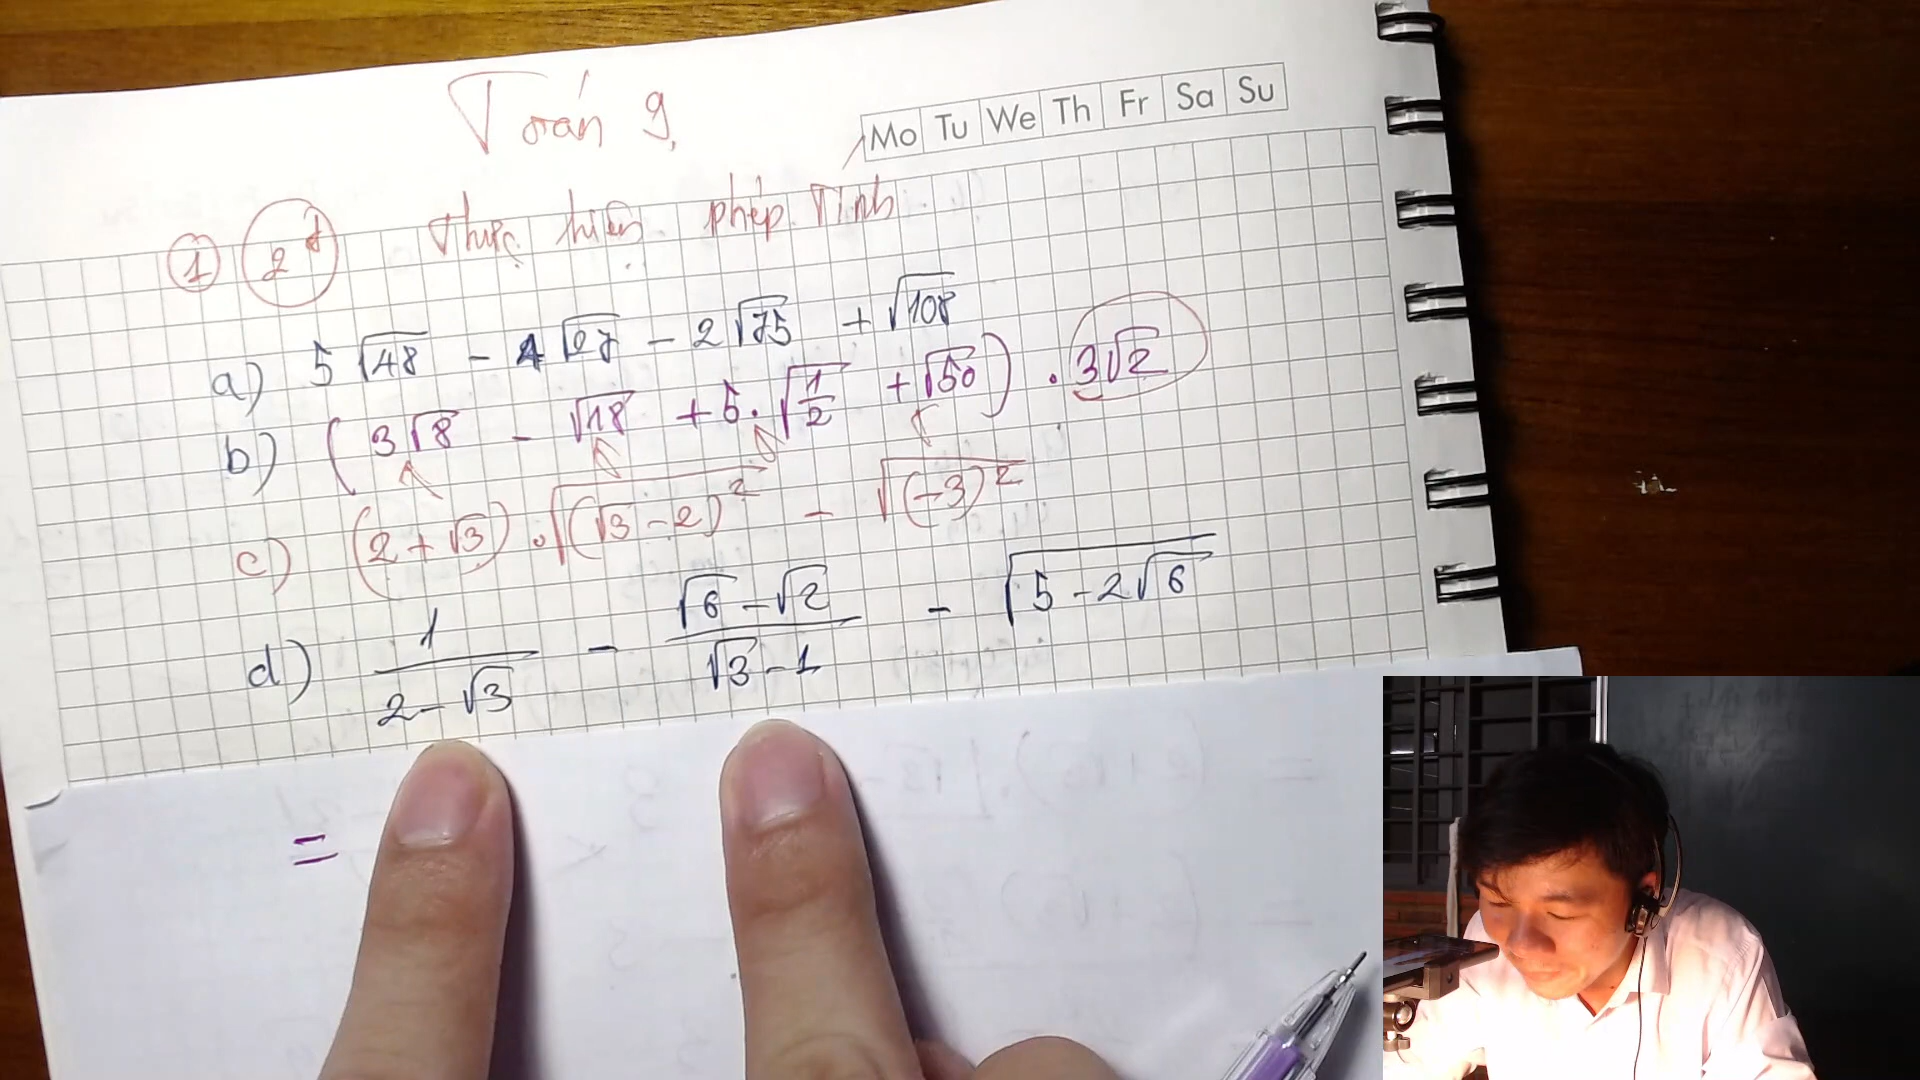 Toán 9.
Mo Tu We Th Fr Sa Su
① 2đ Thực hiện phép tính
a) 5√48 - 4√27 - 2√75 + √108
b) (3√8 - √18 + 5.√(1/2) + √50) . 3√2
c) (2+√3).√((√3-2)²) - √((-3)²)
d) 1/(2-√3) - (√6-√2)/(√3-1) - √(5-2√6)
=